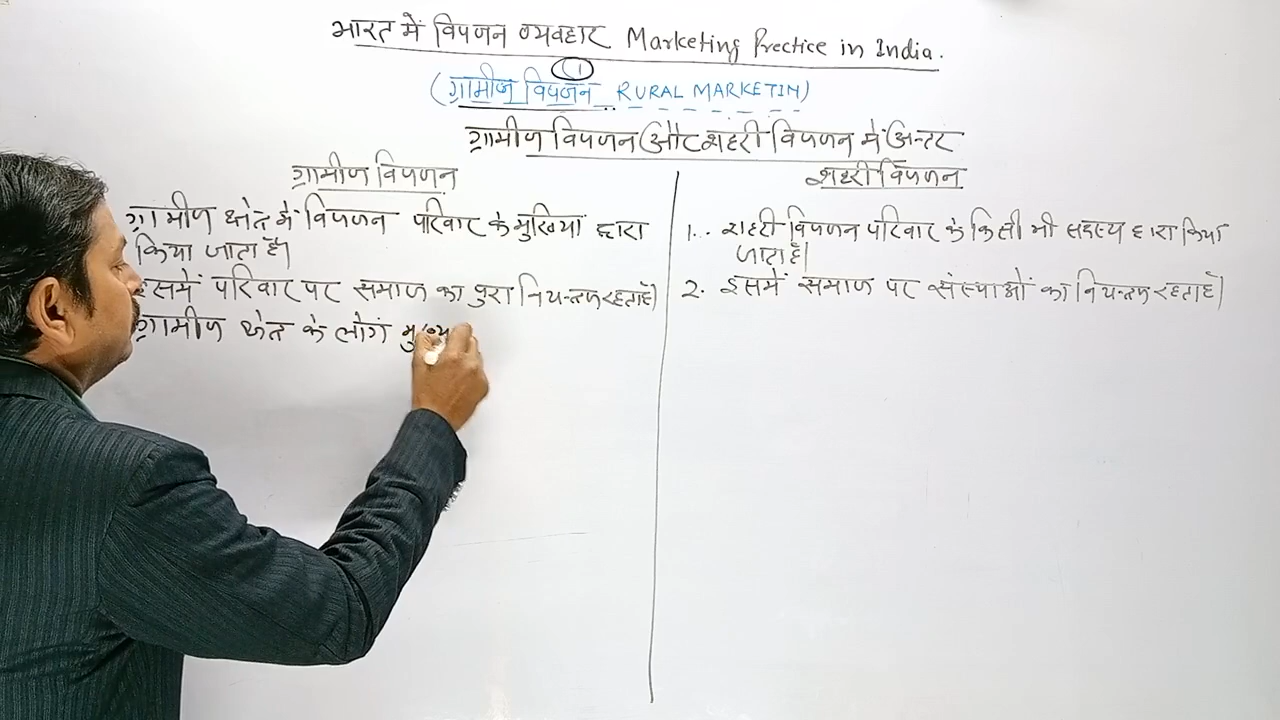 भारत में विपणन व्यवहार Marketing Prectice in India.
1
(ग्रामीण विपणन RURAL MARKETIN)
ग्रामीण विपणन और शहरी विपणन में अन्तर
ग्रामीण विपणन
ग्रामीण क्षेत्र में विपणन परिवार के मुखिया द्वारा
किया जाता है।
इसमें परिवार पर समाज का पुरा नियन्त्रण रहता है।
ग्रामीण क्षेत्र के लोग मुख्य
शहरी विपणन
1.. शहरी विपणन परिवार के किसी भी सदस्य द्वारा किया
जाता है।
2. इसमें समाज पर संस्थाओं का नियन्त्रण रहता है।